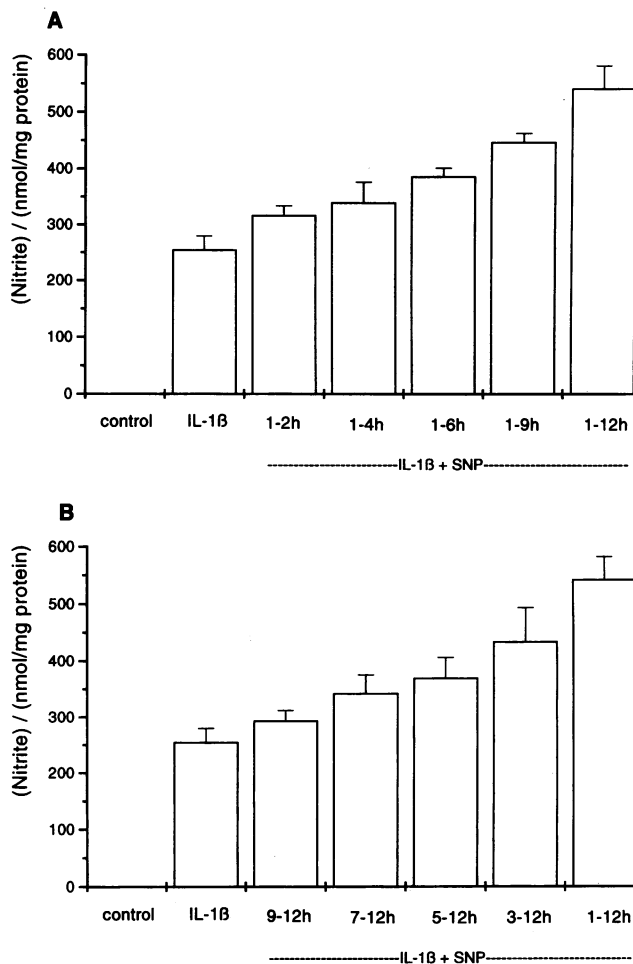 A
(Nitrite) / (nmol/mg protein)
600
500
400
300
200
100
0
control IL-1ß 1-2h 1-4h 1-6h 1-9h 1-12h
------------------IL-1ß + SNP---------------------
B
(Nitrite) / (nmol/mg protein)
600
500
400
300
200
100
0
control IL-1ß 9-12h 7-12h 5-12h 3-12h 1-12h
------------------IL-1ß + SNP---------------------